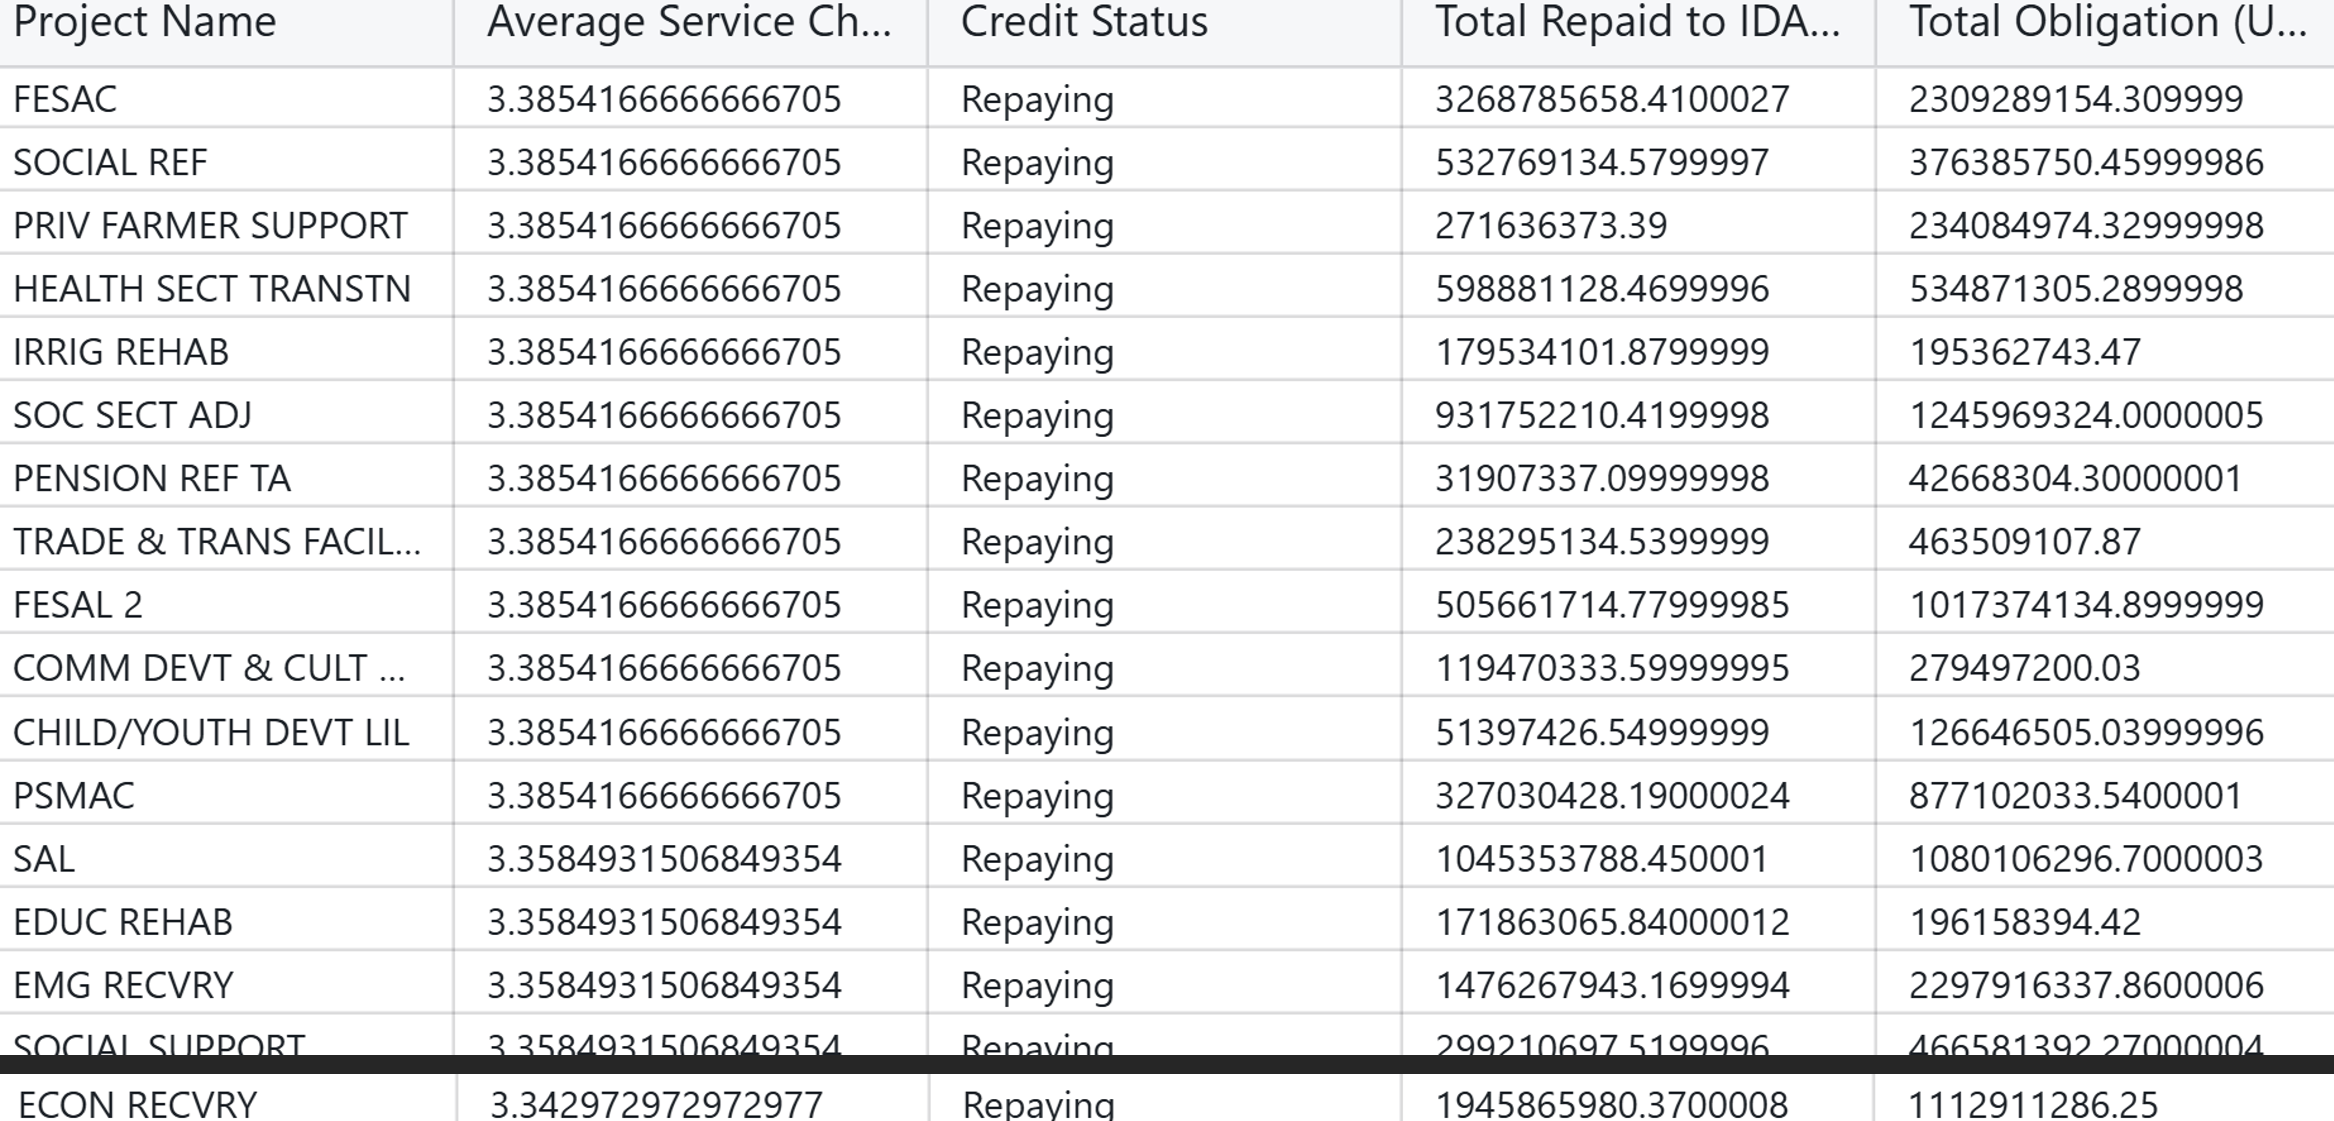 Project Name Average Service Ch... Credit Status Total Repaid to IDA... Total Obligation (U...
FESAC 3.3854166666666705 Repaying 3268785658.4100027 2309289154.309999
SOCIAL REF 3.3854166666666705 Repaying 532769134.5799997 376385750.45999986
PRIV FARMER SUPPORT 3.3854166666666705 Repaying 271636373.39 234084974.32999998
HEALTH SECT TRANSTN 3.3854166666666705 Repaying 598881128.4699996 534871305.2899998
IRRIG REHAB 3.3854166666666705 Repaying 179534101.8799999 195362743.47
SOC SECT ADJ 3.3854166666666705 Repaying 931752210.4199998 1245969324.0000005
PENSION REF TA 3.3854166666666705 Repaying 31907337.09999998 42668304.30000001
TRADE & TRANS FACIL... 3.3854166666666705 Repaying 238295134.5399999 463509107.87
FESAL 2 3.3854166666666705 Repaying 505661714.77999985 1017374134.8999999
COMM DEVT & CULT ... 3.3854166666666705 Repaying 119470333.59999995 279497200.03
CHILD/YOUTH DEVT LIL 3.3854166666666705 Repaying 51397426.54999999 126646505.03999996
PSMAC 3.3854166666666705 Repaying 327030428.19000024 877102033.5400001
SAL 3.3584931506849354 Repaying 1045353788.450001 1080106296.7000003
EDUC REHAB 3.3584931506849354 Repaying 171863065.84000012 196158394.42
EMG RECVRY 3.3584931506849354 Repaying 1476267943.1699994 2297916337.8600006
SOCIAL SUPPORT 3.3584931506849354 Repaying 299210697.5199996 466581392.27000004
ECON RECVRY 3.342972972972977 Repaying 1945865980.3700008 1112911286.25